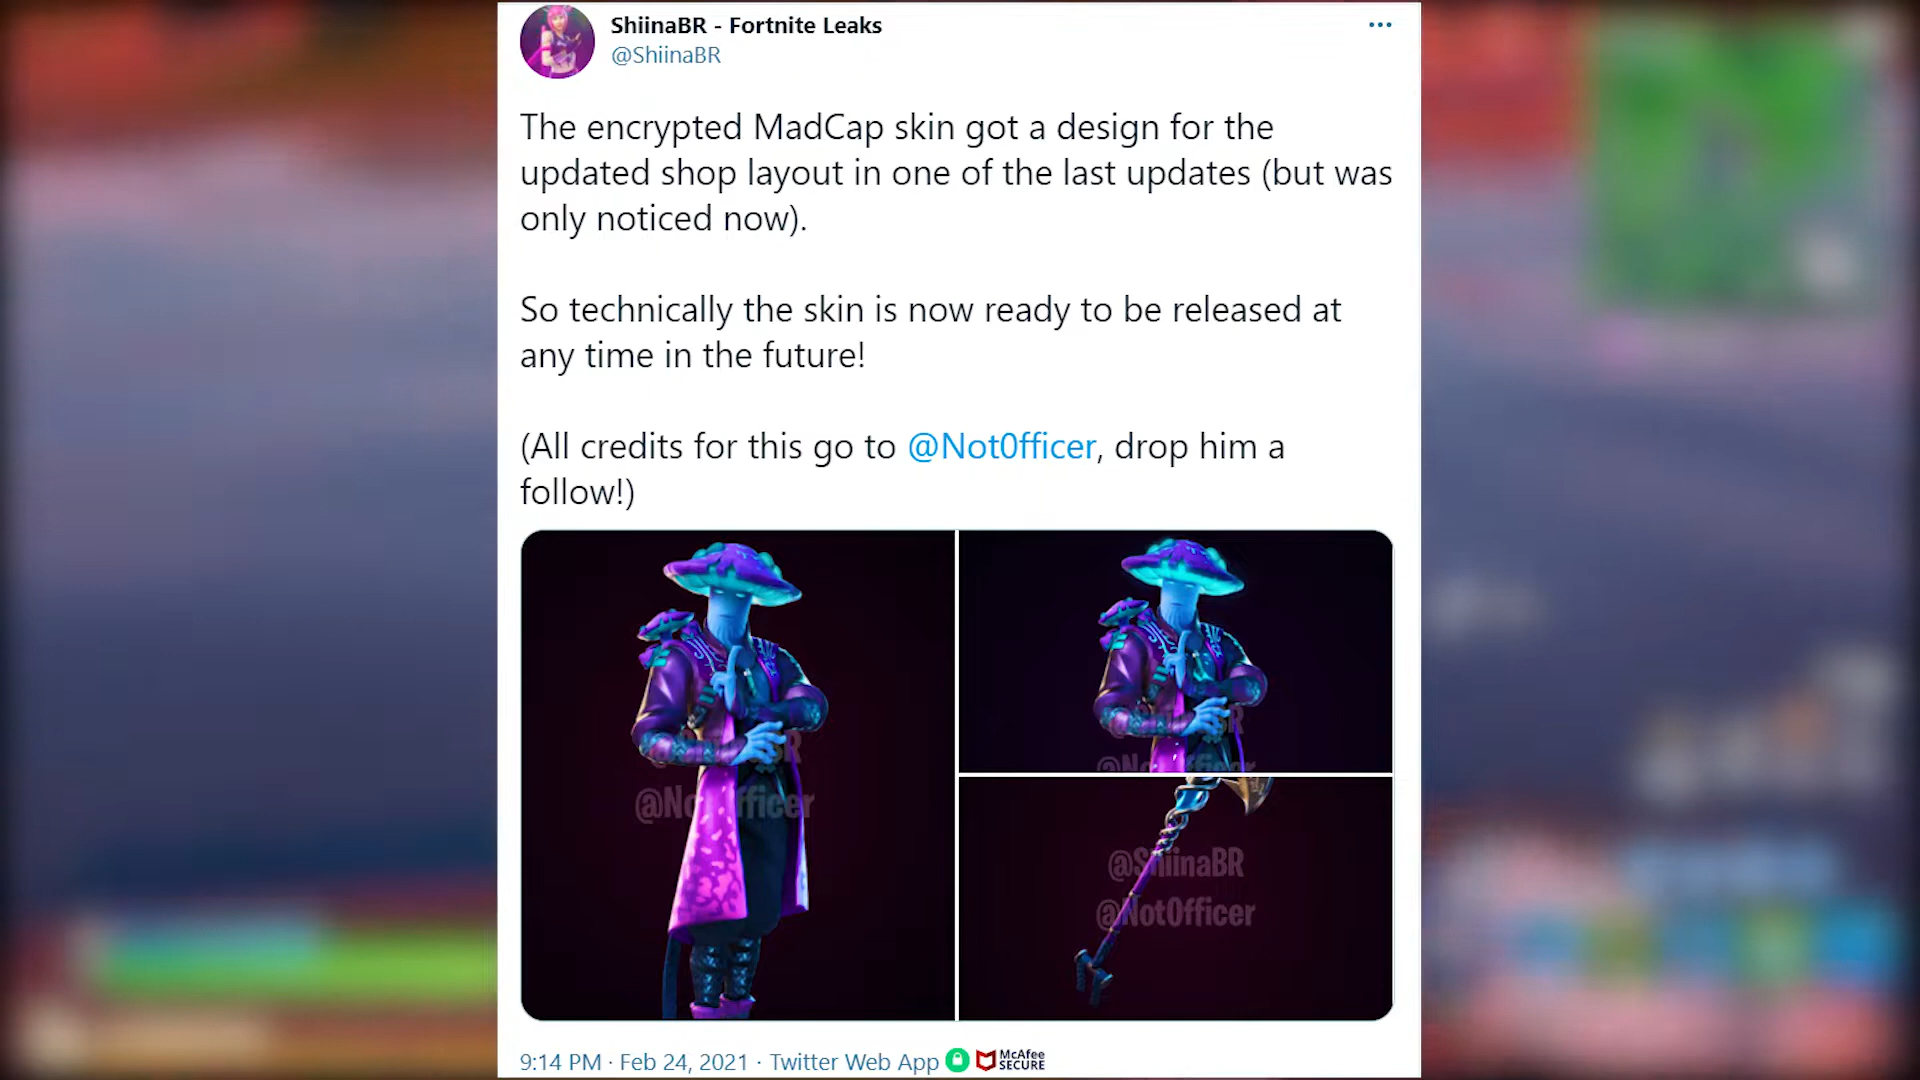 ShiinaBR - Fortnite Leaks
@ShiinaBR
The encrypted MadCap skin got a design for the
updated shop layout in one of the last updates (but was
only noticed now).
So technically the skin is now ready to be released at
any time in the future!
(All credits for this go to @Not0fficer, drop him a
follow!)
@Not0fficer
@Not0fficer
@ShiinaBR
@Not0fficer
9:14 PM · Feb 24, 2021 · Twitter Web App
McAfee
SECURE